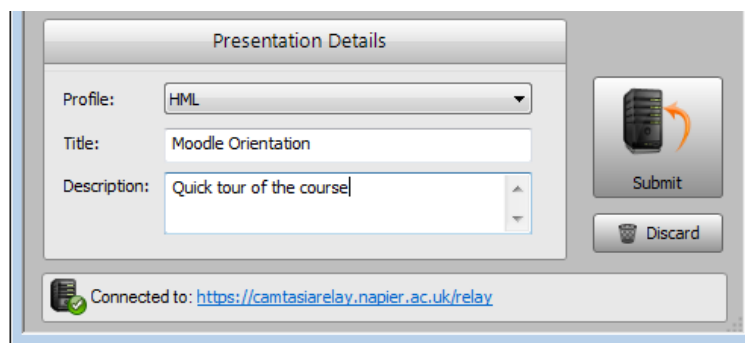 Presentation Details
Profile: HML
Title: Moodle Orientation
Description: Quick tour of the course
Submit
Discard
Connected to: https://camtasiarelay.napier.ac.uk/relay